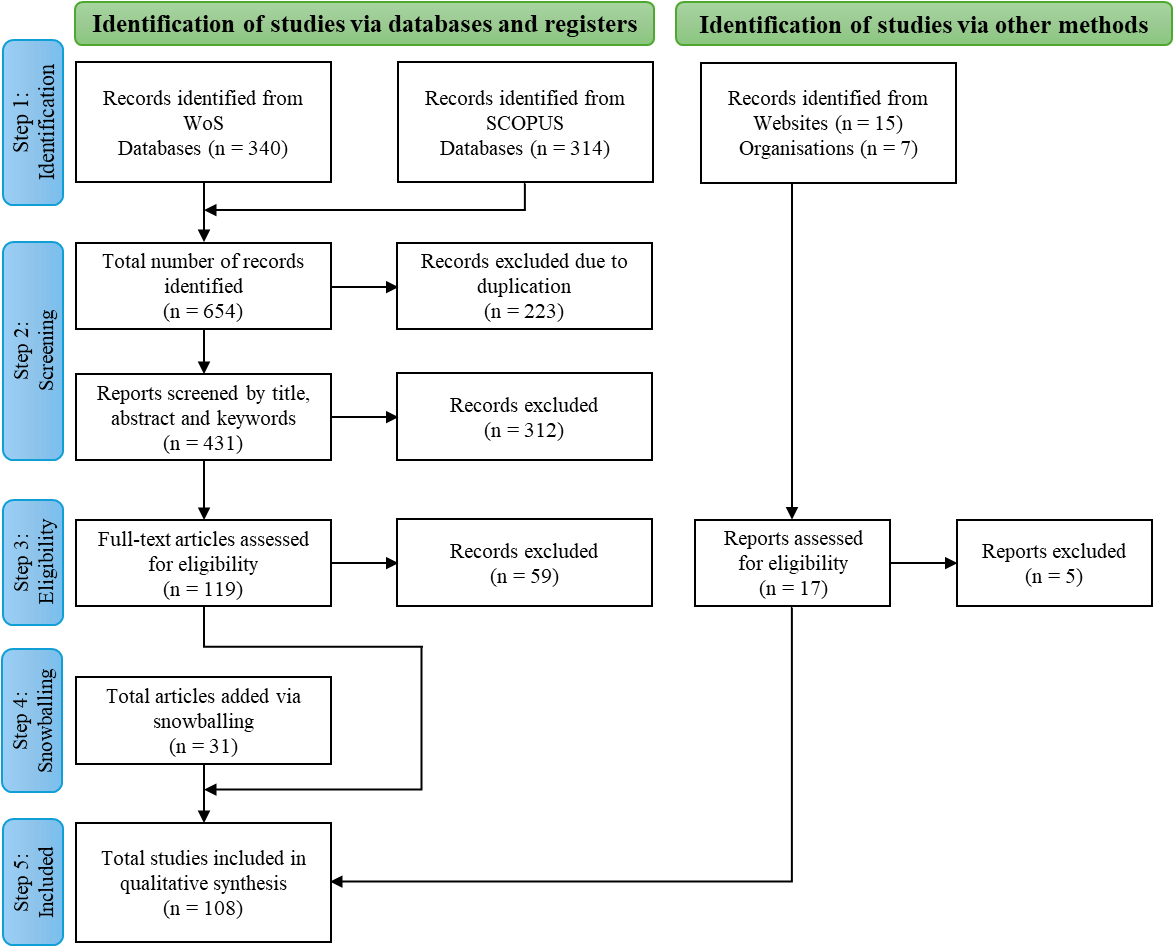 Identification of studies via databases and registers
Identification of studies via other methods
Step 1:
Identification
Records identified from
WoS
Databases (n = 340)
Records identified from
SCOPUS
Databases (n = 314)
Records identified from
Websites (n = 15)
Organisations (n = 7)
Step 2:
Screening
Total number of records
identified
(n = 654)
Records excluded due to
duplication
(n = 223)
Reports screened by title,
abstract and keywords
(n = 431)
Records excluded
(n = 312)
Step 3:
Eligibility
Full-text articles assessed
for eligibility
(n = 119)
Records excluded
(n = 59)
Reports assessed
for eligibility
(n = 17)
Reports excluded
(n = 5)
Step 4:
Snowballing
Total articles added via
snowballing
(n = 31)
Step 5:
Included
Total studies included in
qualitative synthesis
(n = 108)